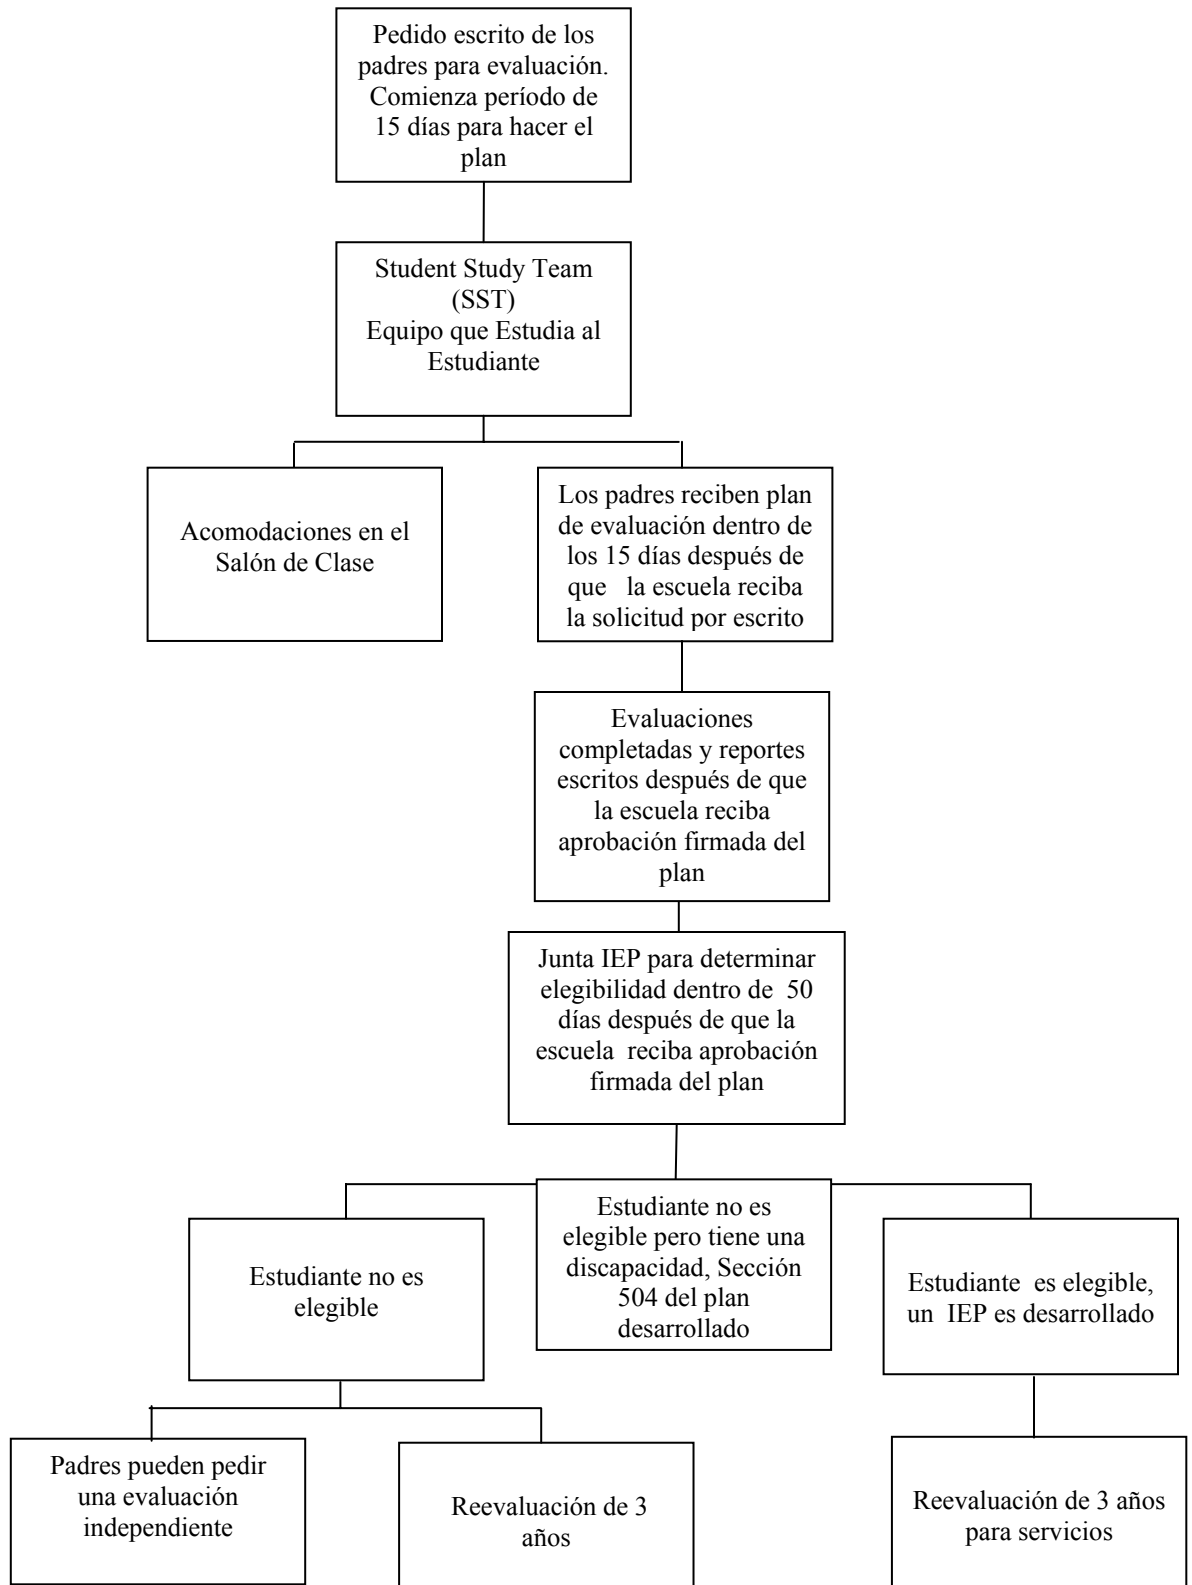 Pedido escrito de los
padres para evaluación.
Comienza período de
15 días para hacer el
plan
Student Study Team
(SST)
Equipo que Estudia al
Estudiante
Acomodaciones en el
Salón de Clase
Los padres reciben plan
de evaluación dentro de
los 15 días después de
que la escuela reciba
la solicitud por escrito
Evaluaciones
completadas y reportes
escritos después de que
la escuela reciba
aprobación firmada del
plan
Junta IEP para determinar
elegibilidad dentro de 50
días después de que la
escuela reciba aprobación
firmada del plan
Estudiante no es
elegible
Estudiante no es
elegible pero tiene una
discapacidad, Sección
504 del plan
desarrollado
Estudiante es elegible,
un IEP es desarrollado
Padres pueden pedir
una evaluación
independiente
Reevaluación de 3
años
Reevaluación de 3 años
para servicios